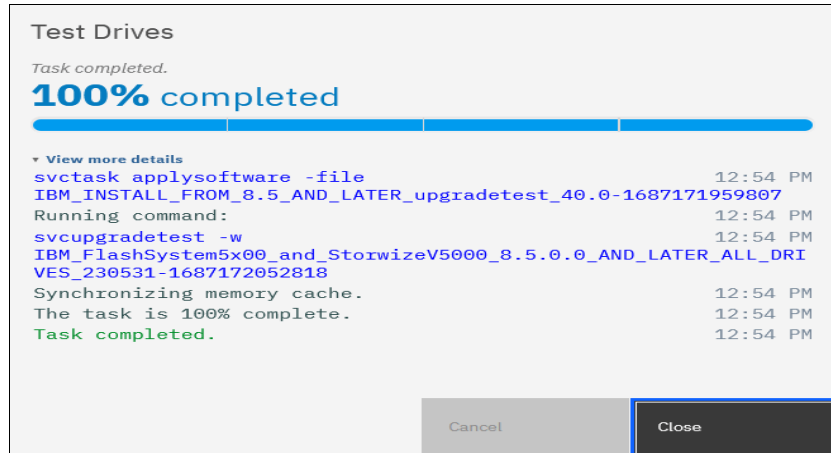 Test Drives
Task completed.
100% completed
View more details
svctask applysoftware -file 12:54 PM
IBM_INSTALL_FROM_8.5_AND_LATER_upgradetest_40.0-1687171959807
Running command: 12:54 PM
svcupgradetest -w 12:54 PM
IBM_FlashSystem5x00_and_StorwizeV5000_8.5.0.0_AND_LATER_ALL_DRI
VES_230531-1687172052818
Synchronizing memory cache. 12:54 PM
The task is 100% complete. 12:54 PM
Task completed. 12:54 PM
Cancel Close